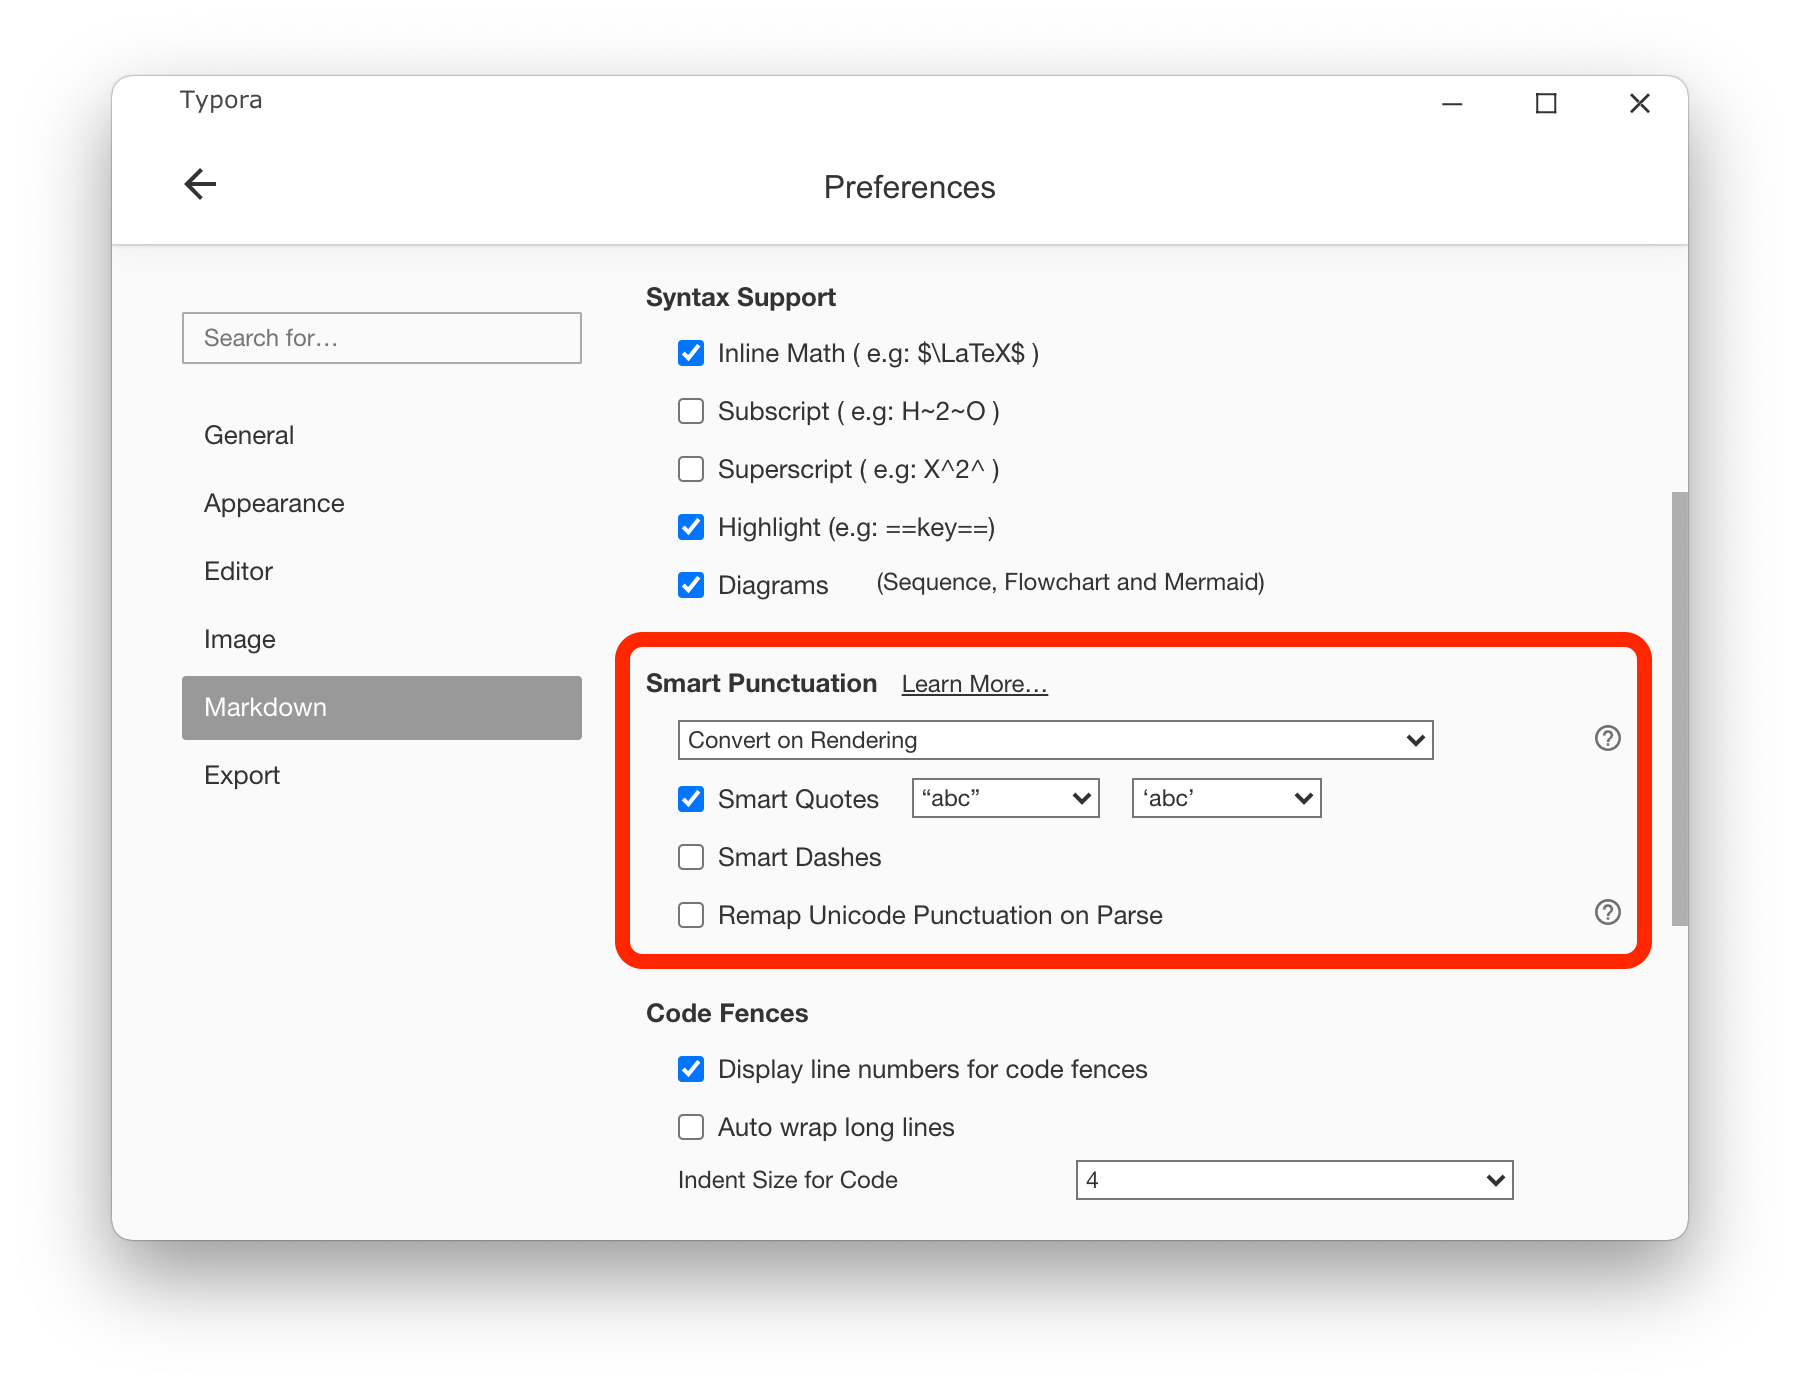 Typora
Preferences
Search for…
General
Appearance
Editor
Image
Markdown
Export
Syntax Support
Inline Math ( e.g: $\LaTeX$ )
Subscript ( e.g: H~2~O )
Superscript ( e.g: X^2^ )
Highlight (e.g: ==key==)
Diagrams (Sequence, Flowchart and Mermaid)
Smart Punctuation Learn More…
Convert on Rendering
Smart Quotes “abc” ‘abc’
Smart Dashes
Remap Unicode Punctuation on Parse
Code Fences
Display line numbers for code fences
Auto wrap long lines
Indent Size for Code 4